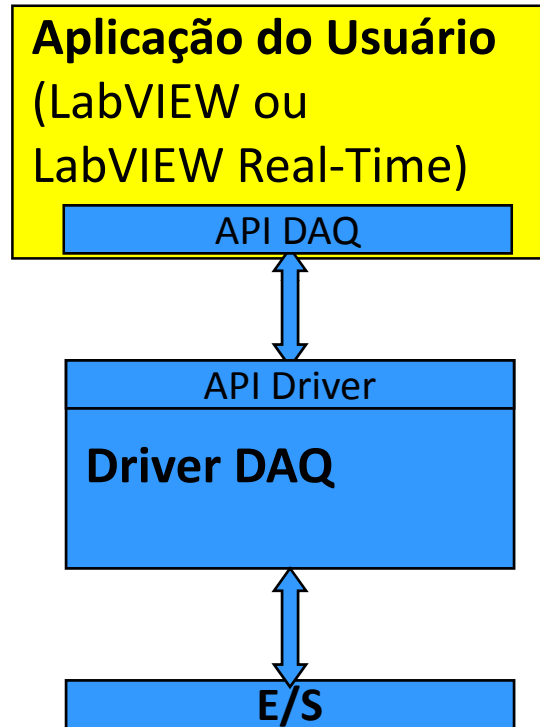 Aplicação do Usuário
(LabVIEW ou
LabVIEW Real-Time)
API DAQ
API Driver
Driver DAQ
E/S